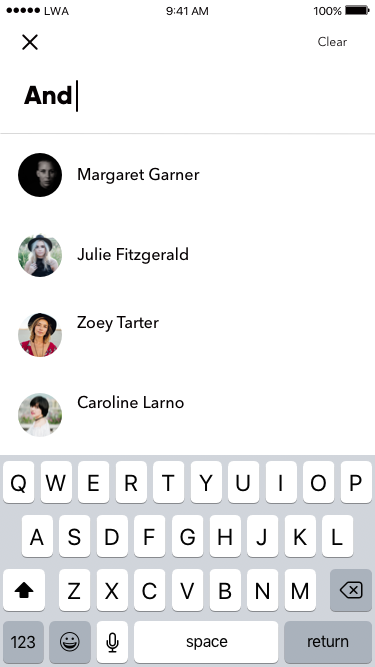 LWA 9:41 AM 100%
Clear
And
Margaret Garner
Julie Fitzgerald
Zoey Tarter
Caroline Larno
Q W E R T Y U I O P
A S D F G H J K L
Z X C V B N M
123 space return